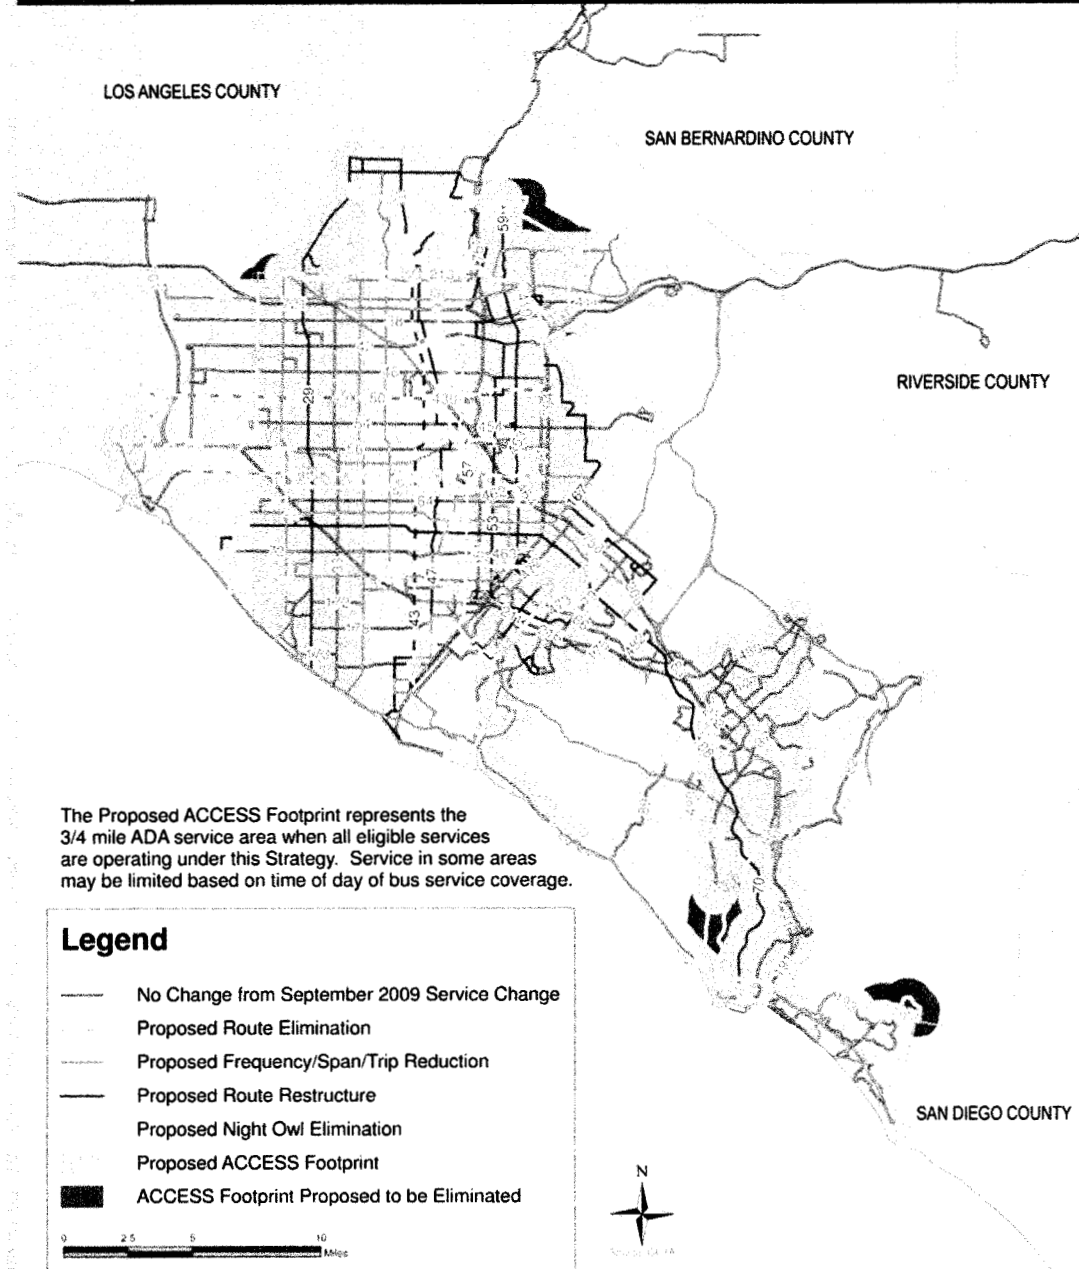 LOS ANGELES COUNTY
SAN BERNARDINO COUNTY
59
RIVERSIDE COUNTY
29
50
57
167
64
53
47
43
70
The Proposed ACCESS Footprint represents the
3/4 mile ADA service area when all eligible services
are operating under this Strategy. Service in some areas
may be limited based on time of day of bus service coverage.
Legend
No Change from September 2009 Service Change
Proposed Route Elimination
Proposed Frequency/Span/Trip Reduction
Proposed Route Restructure
Proposed Night Owl Elimination
Proposed ACCESS Footprint
ACCESS Footprint Proposed to be Eliminated
0 2.5 5 10
Miles
SAN DIEGO COUNTY
N